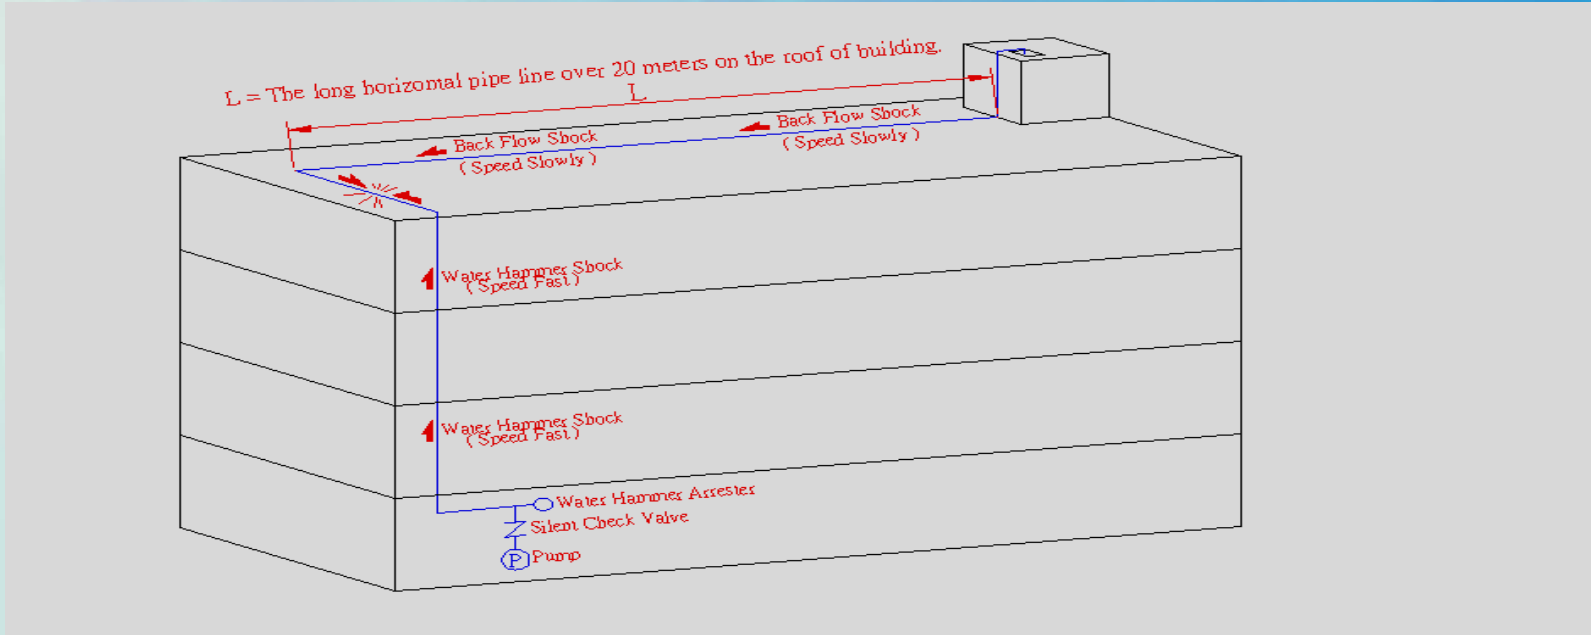 L = The long horizontal pipe line over 20 meters on the roof of building.
L
Back Flow Shock
( Speed Slowly )
Back Flow Shock
( Speed Slowly )
Water Hammer Shock
( Speed Fast )
Water Hammer Shock
( Speed Fast )
Water Hammer Arrester
Silent Check Valve
P Pump